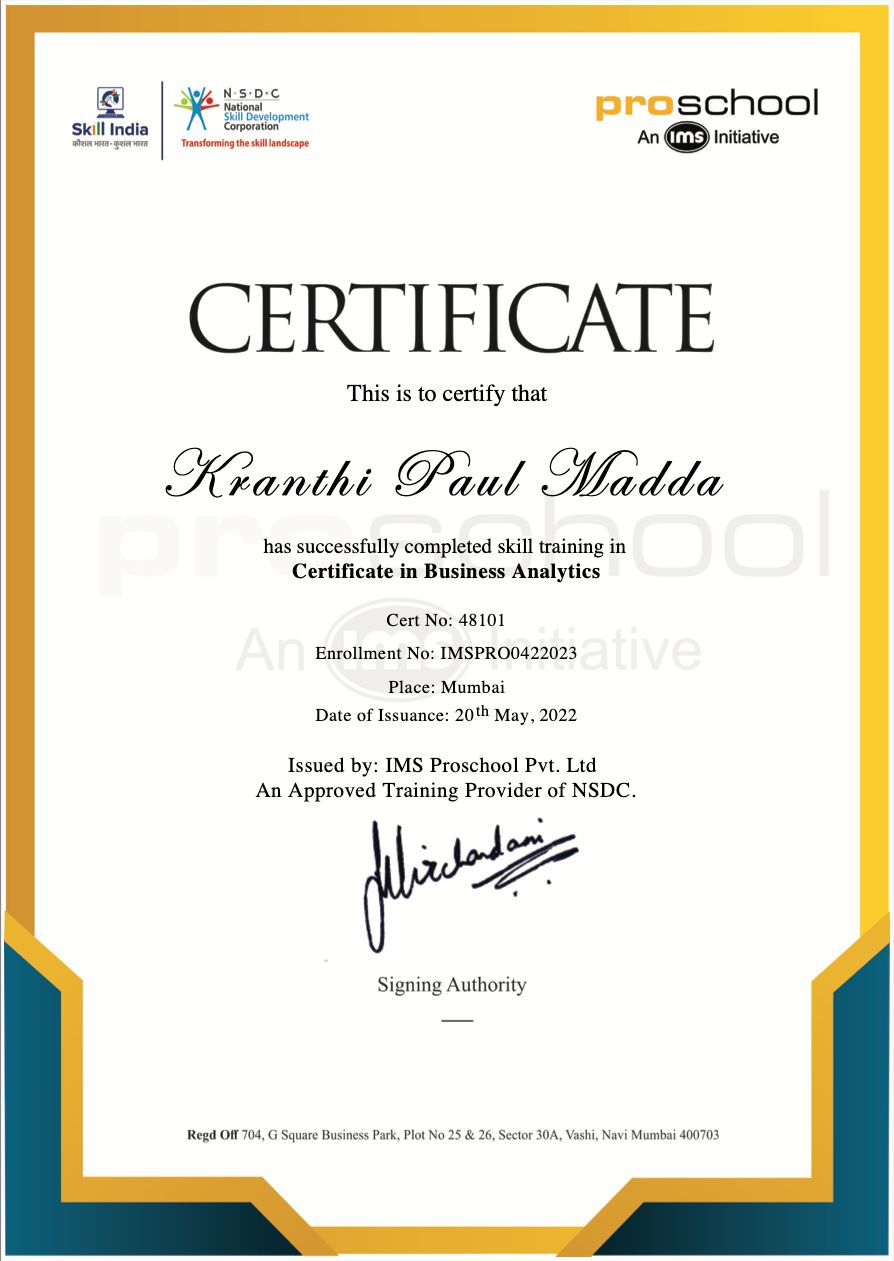 Skill India
कौशल भारत - कुशल भारत
N·S·D·C
National
Skill Development
Corporation
Transforming the skill landscape
proschool
An ims Initiative
CERTIFICATE
This is to certify that
Kranthi Paul Madda
proschool
has successfully completed skill training in
Certificate in Business Analytics
Cert No: 48101
An ims Initiative
Enrollment No: IMSPRO0422023
Place: Mumbai
Date of Issuance: 20th May, 2022
Issued by: IMS Proschool Pvt. Ltd
An Approved Training Provider of NSDC.
Signing Authority
Regd Off 704, G Square Business Park, Plot No 25 & 26, Sector 30A, Vashi, Navi Mumbai 400703